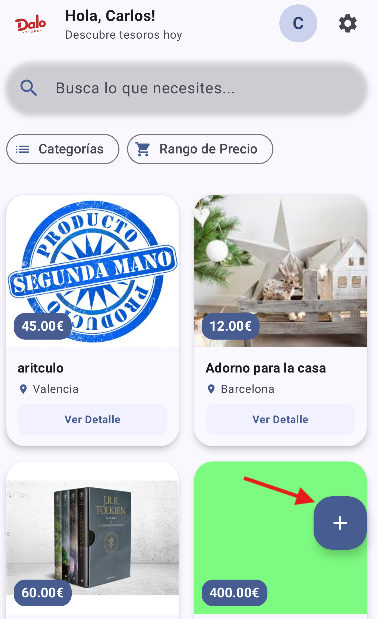 Dalo
Hola, Carlos!
Descubre tesoros hoy
C
Busca lo que necesites...
Categorías
Rango de Precio
PRODUCTO
SEGUNDA MANO
PRODUCTO
45.00€
12.00€
aritculo
Valencia
Ver Detalle
Adorno para la casa
Barcelona
Ver Detalle
J.R.R.
TOLKIEN
60.00€
400.00€
+